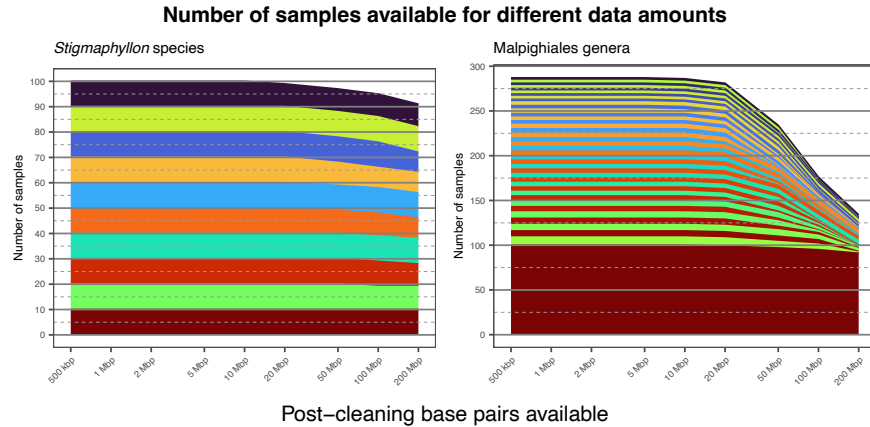 Number of samples available for different data amounts
Stigmaphyllon species
Malpighiales genera
Number of samples
100
90
80
70
60
50
40
30
20
10
0
500 kbp
1 Mbp
2 Mbp
5 Mbp
10 Mbp
20 Mbp
50 Mbp
100 Mbp
200 Mbp
Number of samples
300
250
200
150
100
50
0
500 kbp
1 Mbp
2 Mbp
5 Mbp
10 Mbp
20 Mbp
50 Mbp
100 Mbp
200 Mbp
Post−cleaning base pairs available